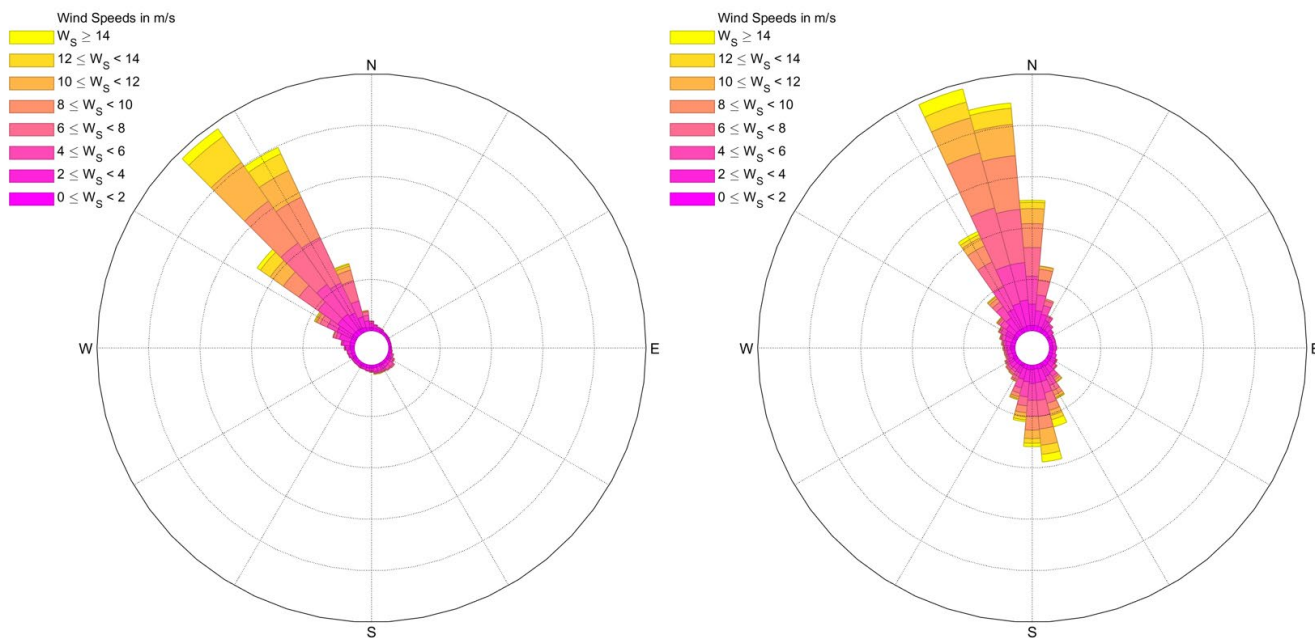 Wind Speeds in m/s
W_S ≥ 14
12 ≤ W_S < 14
10 ≤ W_S < 12
8 ≤ W_S < 10
6 ≤ W_S < 8
4 ≤ W_S < 6
2 ≤ W_S < 4
0 ≤ W_S < 2
N
W
E
S
Wind Speeds in m/s
W_S ≥ 14
12 ≤ W_S < 14
10 ≤ W_S < 12
8 ≤ W_S < 10
6 ≤ W_S < 8
4 ≤ W_S < 6
2 ≤ W_S < 4
0 ≤ W_S < 2
N
W
E
S